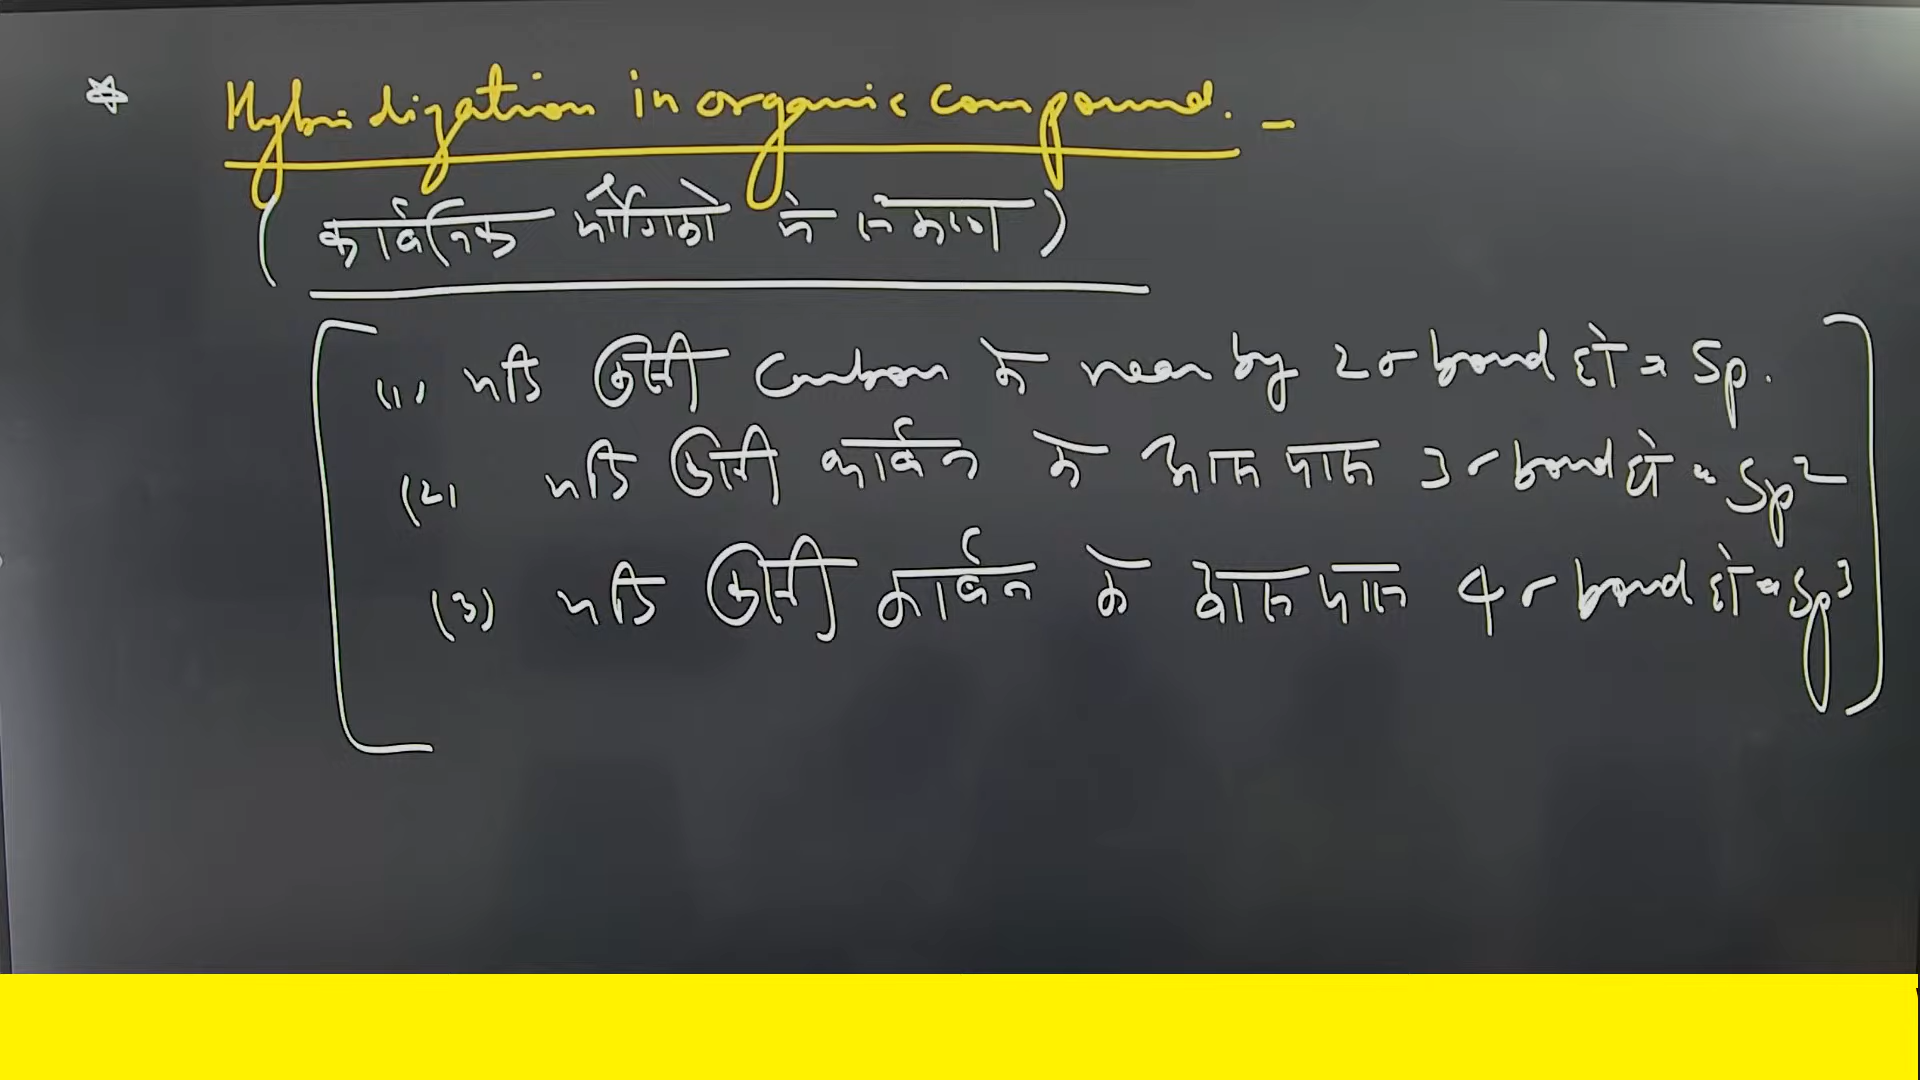 Hybridization in organic compound. -
(कार्बनिक यौगिको मे संकरण)
(1) यदि किसी Carbon के near by 2 σ bond हो = Sp.
(2) यदि किसी कार्बन के आस पास 3 σ bond हो = Sp²
(3) यदि किसी कार्बन के आस पास 4 σ bond हो = Sp³